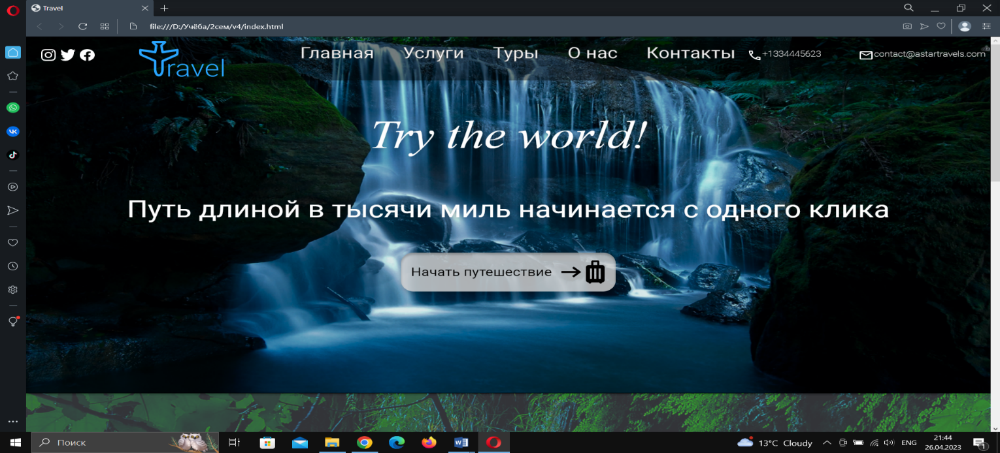 Travel
file:///D:/Учёба/2сем/v4/index.html
Travel
Главная Услуги Туры О нас Контакты +1334445623 contact@astartravels.com
Try the world!
Путь длиной в тысячи миль начинается с одного клика
Начать путешествие
Поиск
13°C Cloudy
ENG
21:44
26.04.2023
1